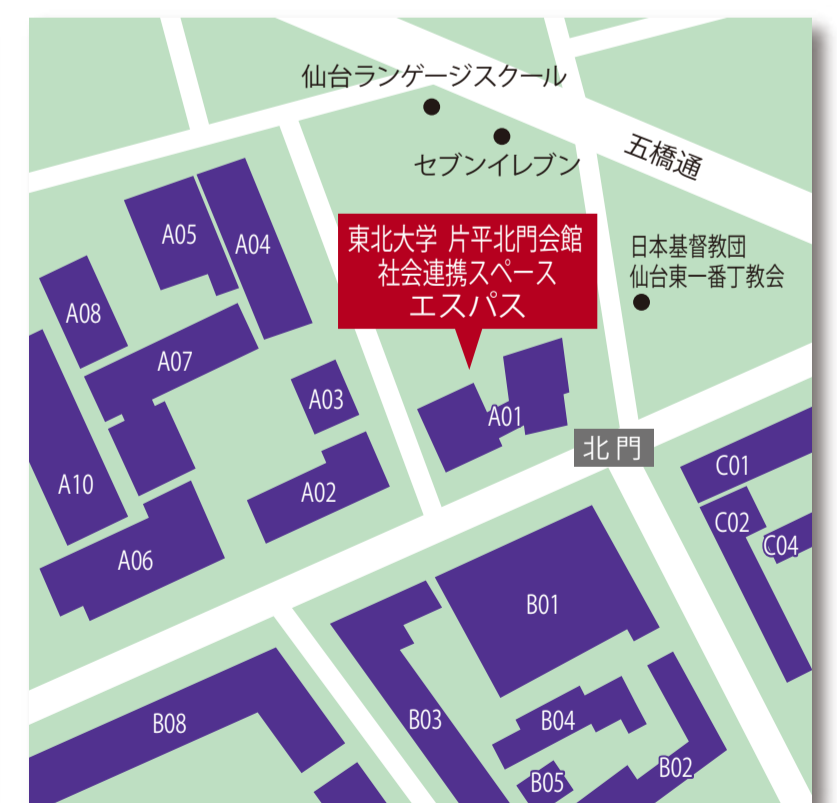 仙台ランゲージスクール
セブンイレブン
五橋通
東北大学 片平北門会館
社会連携スペース
エスパス
日本基督教団
仙台東一番丁教会
A05
A04
A08
A07
A03
A01
北門
A10
A02
C01
C02
C04
A06
B01
B08
B03
B04
B02
B05